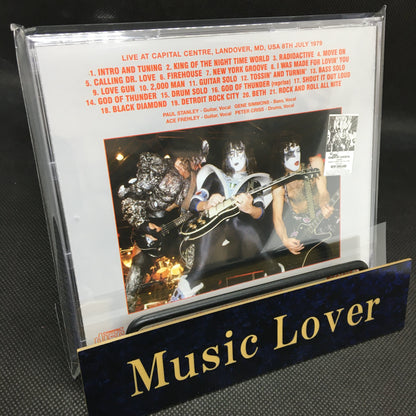 LIVE AT CAPITAL CENTRE, LANDOVER, MD, USA 8TH JULY 1979
1. INTRO AND TUNING 2. KING OF THE NIGHT TIME WORLD 3. RADIOACTIVE 4. MOVE ON
5. CALLING DR. LOVE 6. FIREHOUSE 7. NEW YORK GROOVE 8. I WAS MADE FOR LOVIN' YOU
9. LOVE GUN 10. 2,000 MAN 11. GUITAR SOLO 12. TOSSIN' AND TURNIN' 13. BASS SOLO
14. GOD OF THUNDER 15. DRUM SOLO 16. GOD OF THUNDER (reprise) 17. SHOUT IT OUT LOUD
18. BLACK DIAMOND 19. DETROIT ROCK CITY 20. BETH 21. ROCK AND ROLL ALL NITE
PAUL STANLEY - Guitar, Vocal GENE SIMMONS - Bass, Vocal
ACE FREHLEY - Guitar, Vocal PETER CRISS - Drums, Vocal
Music Lover